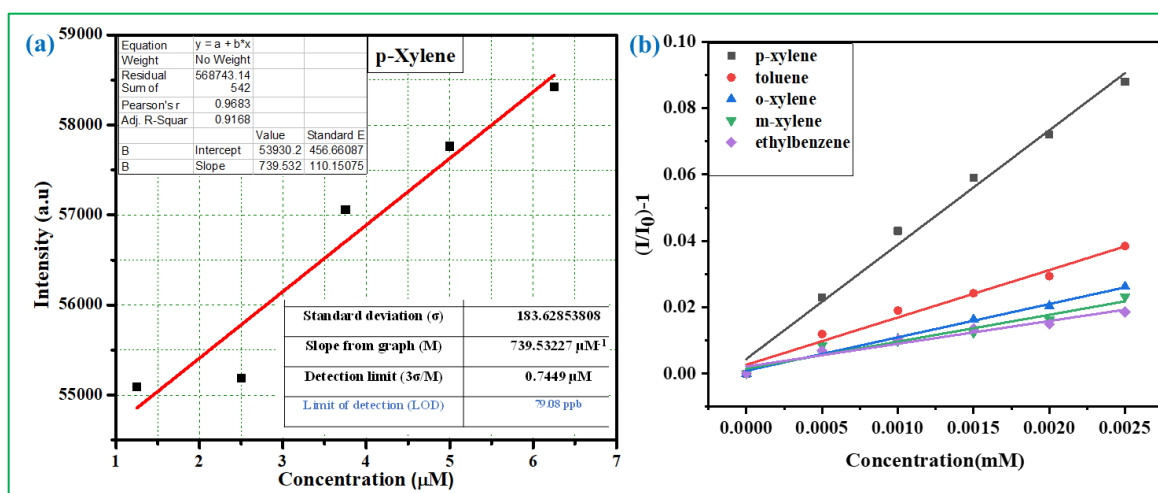 (a)
Equation y = a + b*x
Weight No Weight
Residual Sum of 568743.14542
Pearson's r 0.9683
Adj. R-Squar 0.9168
Value Standard E
B Intercept 53930.2 456.66087
B Slope 739.532 110.15075
p-Xylene
59000
58000
57000
56000
55000
Intensity (a.u)
Standard deviation (σ) 183.62853808
Slope from graph (M) 739.53227 μM-1
Detection limit (3σ/M) 0.7449 μM
Limit of detection (LOD) 79.08 ppb
1 2 3 4 5 6 7
Concentration (μM)
(b)
p-xylene
toluene
o-xylene
m-xylene
ethylbenzene
0.10
0.08
0.06
0.04
0.02
0.00
(I/I0)-1
0.0000 0.0005 0.0010 0.0015 0.0020 0.0025
Concentration(mM)